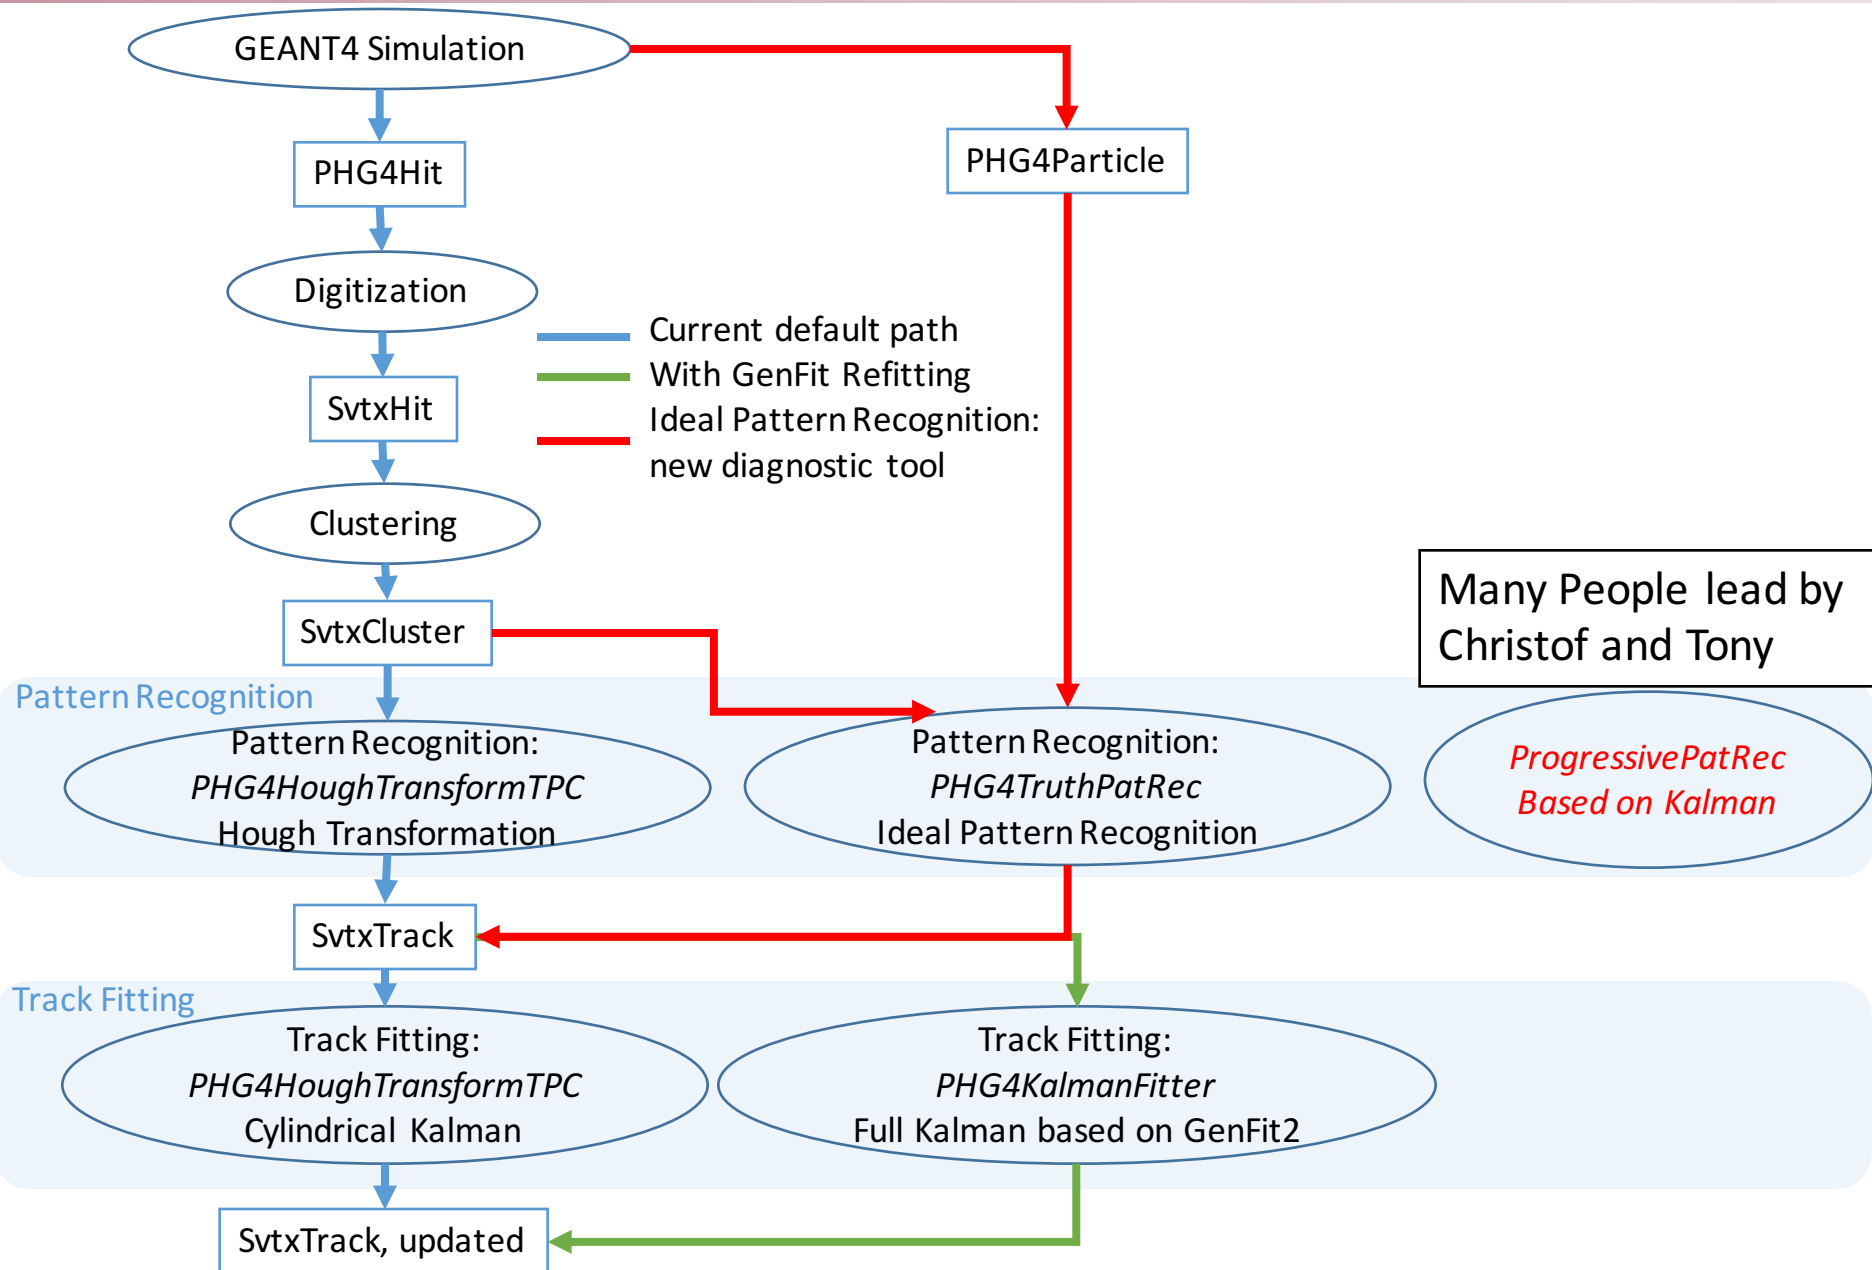 GEANT4 Simulation
PHG4Hit
PHG4Particle
Digitization
Current default path
With GenFit Refitting
Ideal Pattern Recognition:
new diagnostic tool
SvtxHit
Clustering
Many People lead by
Christof and Tony
SvtxCluster
Pattern Recognition
Pattern Recognition:
PHG4HoughTransformTPC
Hough Transformation
Pattern Recognition:
PHG4TruthPatRec
Ideal Pattern Recognition
ProgressivePatRec
Based on Kalman
SvtxTrack
Track Fitting
Track Fitting:
PHG4HoughTransformTPC
Cylindrical Kalman
Track Fitting:
PHG4KalmanFitter
Full Kalman based on GenFit2
SvtxTrack, updated